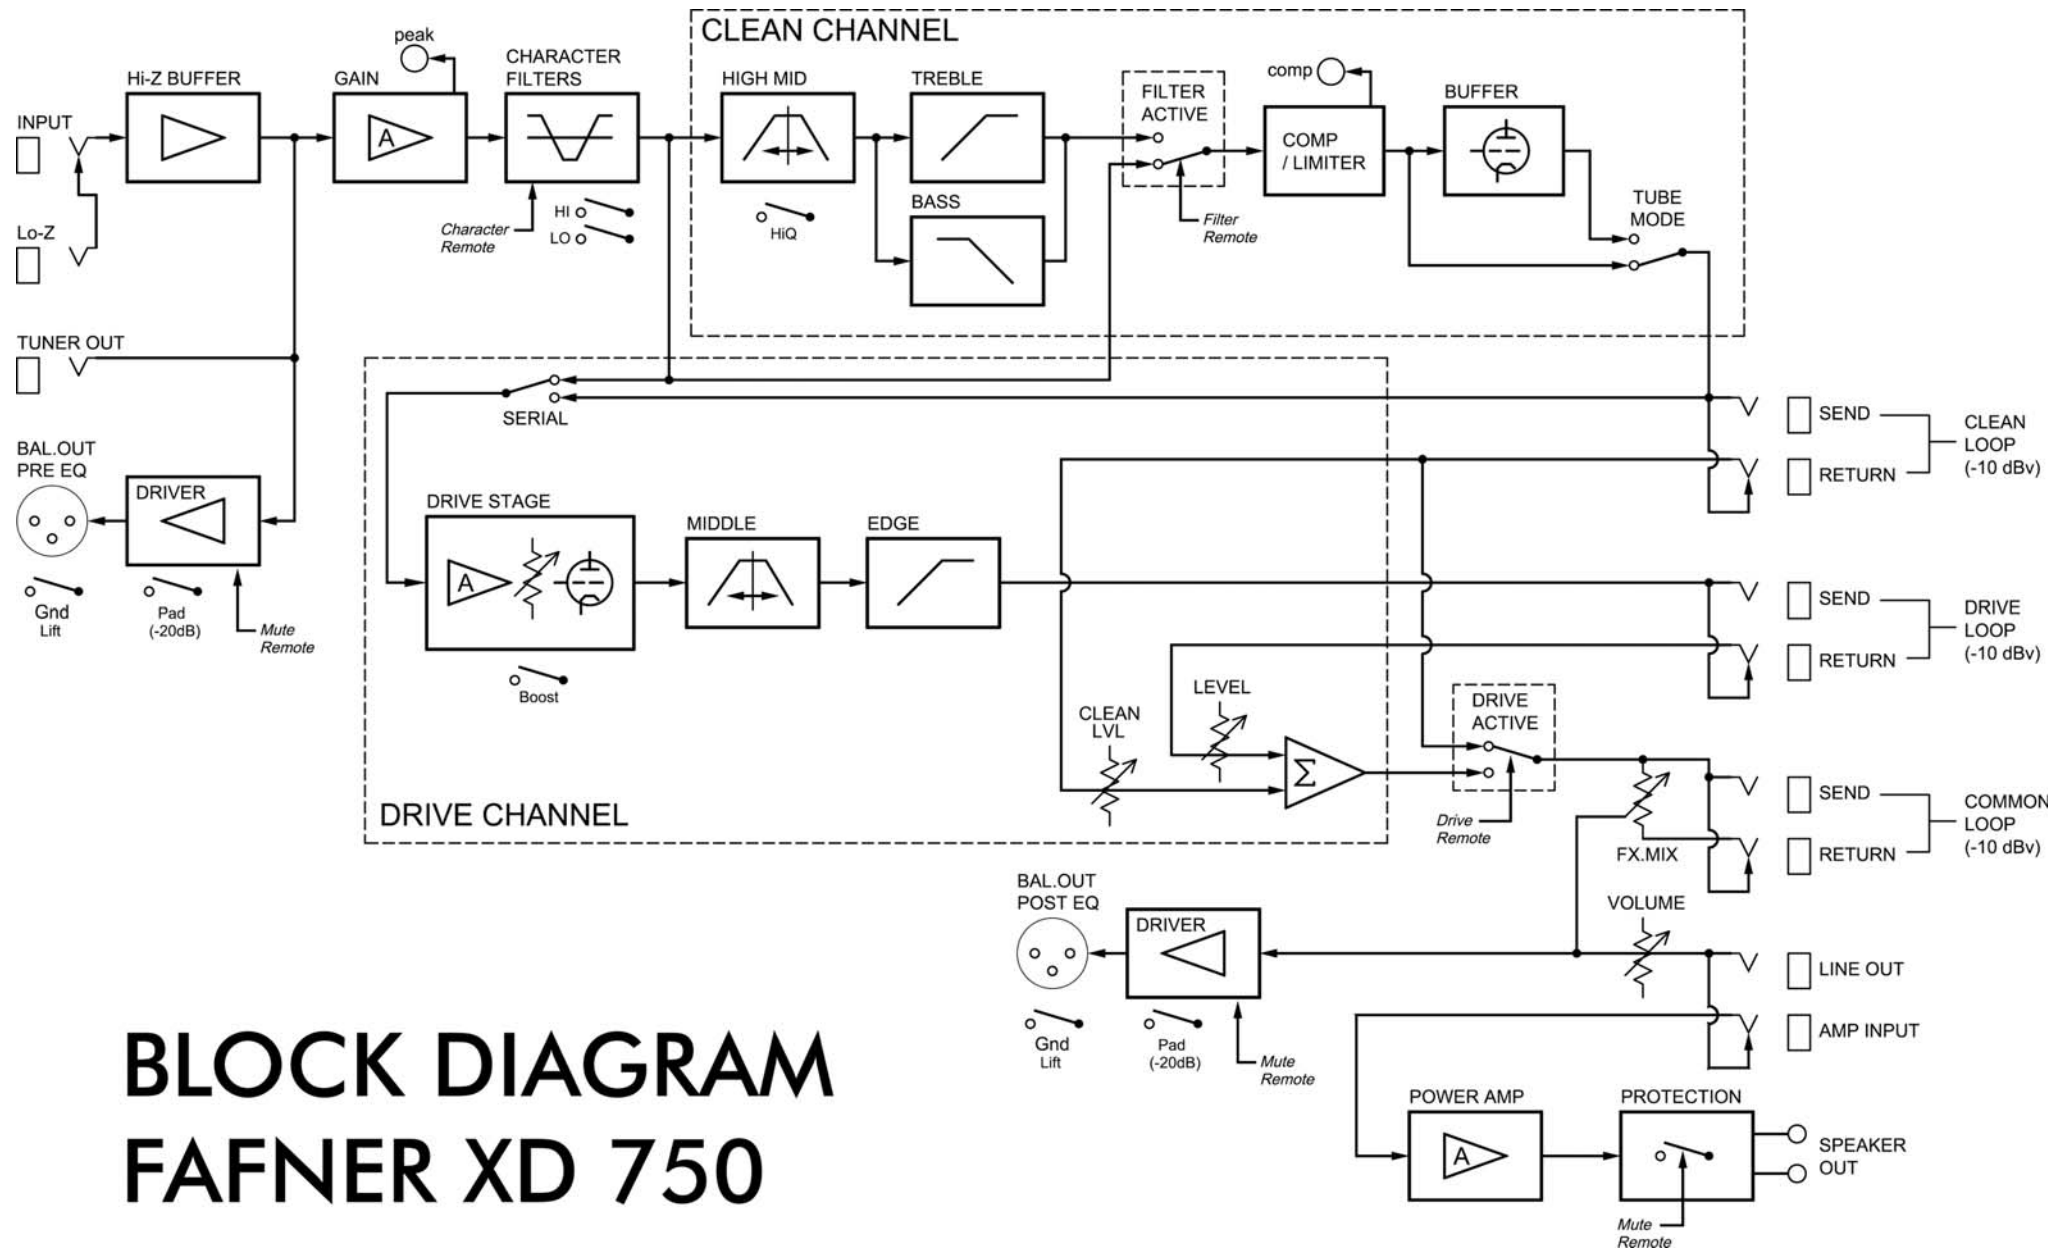 CLEAN CHANNEL
peak
Hi-Z BUFFER
GAIN
A
CHARACTER
FILTERS
HIGH MID
TREBLE
FILTER
ACTIVE
comp
BUFFER
INPUT
COMP
/ LIMITER
HI
LO
Character
Remote
HiQ
BASS
Filter
Remote
TUBE
MODE
Lo-Z
TUNER OUT
SERIAL
SEND
RETURN
CLEAN
LOOP
(-10 dBv)
BAL.OUT
PRE EQ
DRIVER
Gnd
Lift
Pad
(-20dB)
Mute
Remote
DRIVE STAGE
A
Boost
MIDDLE
EDGE
SEND
RETURN
DRIVE
LOOP
(-10 dBv)
LEVEL
CLEAN
LVL
Σ
DRIVE
ACTIVE
Drive
Remote
DRIVE CHANNEL
SEND
RETURN
COMMON
LOOP
(-10 dBv)
FX.MIX
BAL.OUT
POST EQ
DRIVER
VOLUME
LINE OUT
AMP INPUT
Gnd
Lift
Pad
(-20dB)
Mute
Remote
POWER AMP
A
PROTECTION
SPEAKER
OUT
Mute
Remote
BLOCK DIAGRAM
FAFNER XD 750